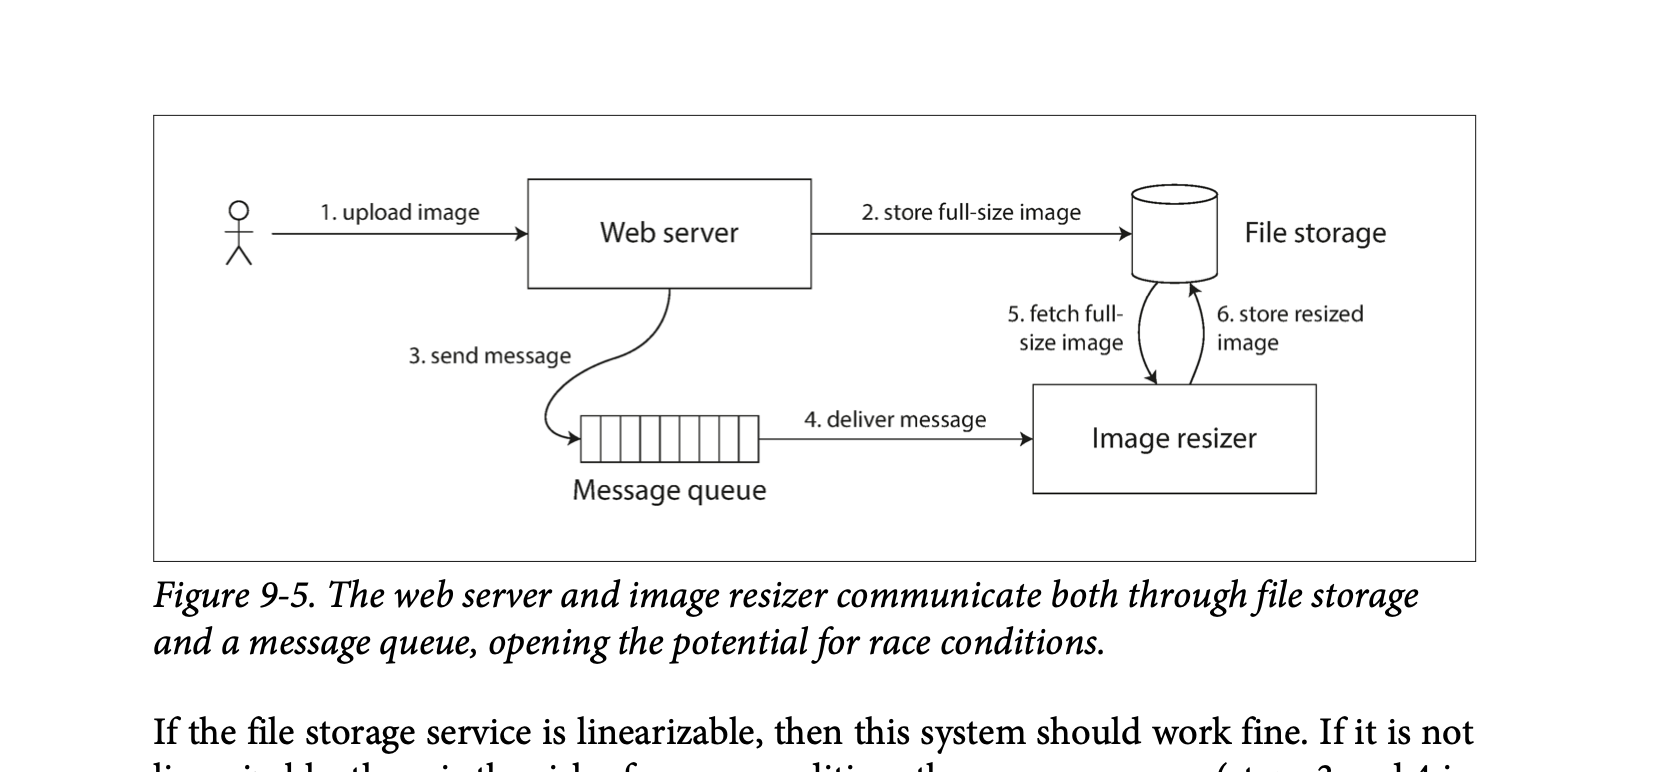 1. upload image
Web server
2. store full-size image
File storage
3. send message
5. fetch full-
size image
6. store resized
image
4. deliver message
Image resizer
Message queue
Figure 9-5. The web server and image resizer communicate both through file storage
and a message queue, opening the potential for race conditions.
If the file storage service is linearizable, then this system should work fine. If it is not